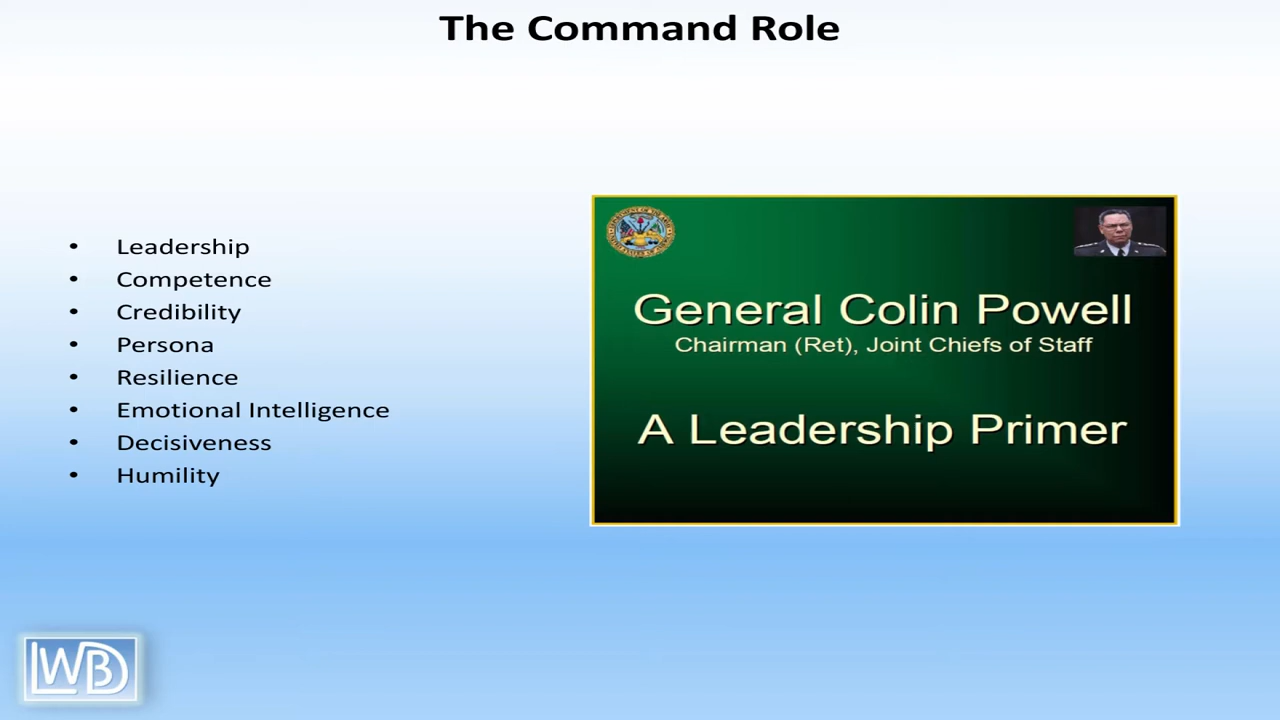 The Command Role
• Leadership
• Competence
• Credibility
• Persona
• Resilience
• Emotional Intelligence
• Decisiveness
• Humility
General Colin Powell
Chairman (Ret), Joint Chiefs of Staff
A Leadership Primer
LWBD